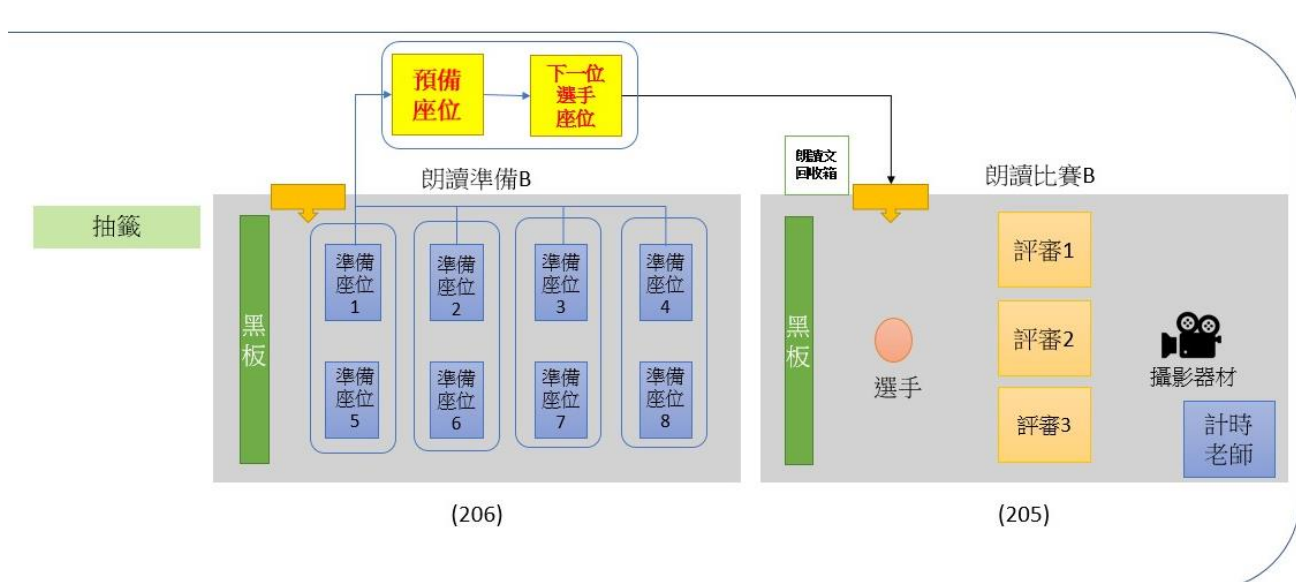 預備
座位
下一位
選手
座位
朗讀文
回收箱
朗讀準備B
朗讀比賽B
抽籤
黑
板
準備
座位
1
準備
座位
2
準備
座位
3
準備
座位
4
準備
座位
5
準備
座位
6
準備
座位
7
準備
座位
8
黑
板
選手
評審1
評審2
評審3
攝影器材
計時
老師
(206)
(205)